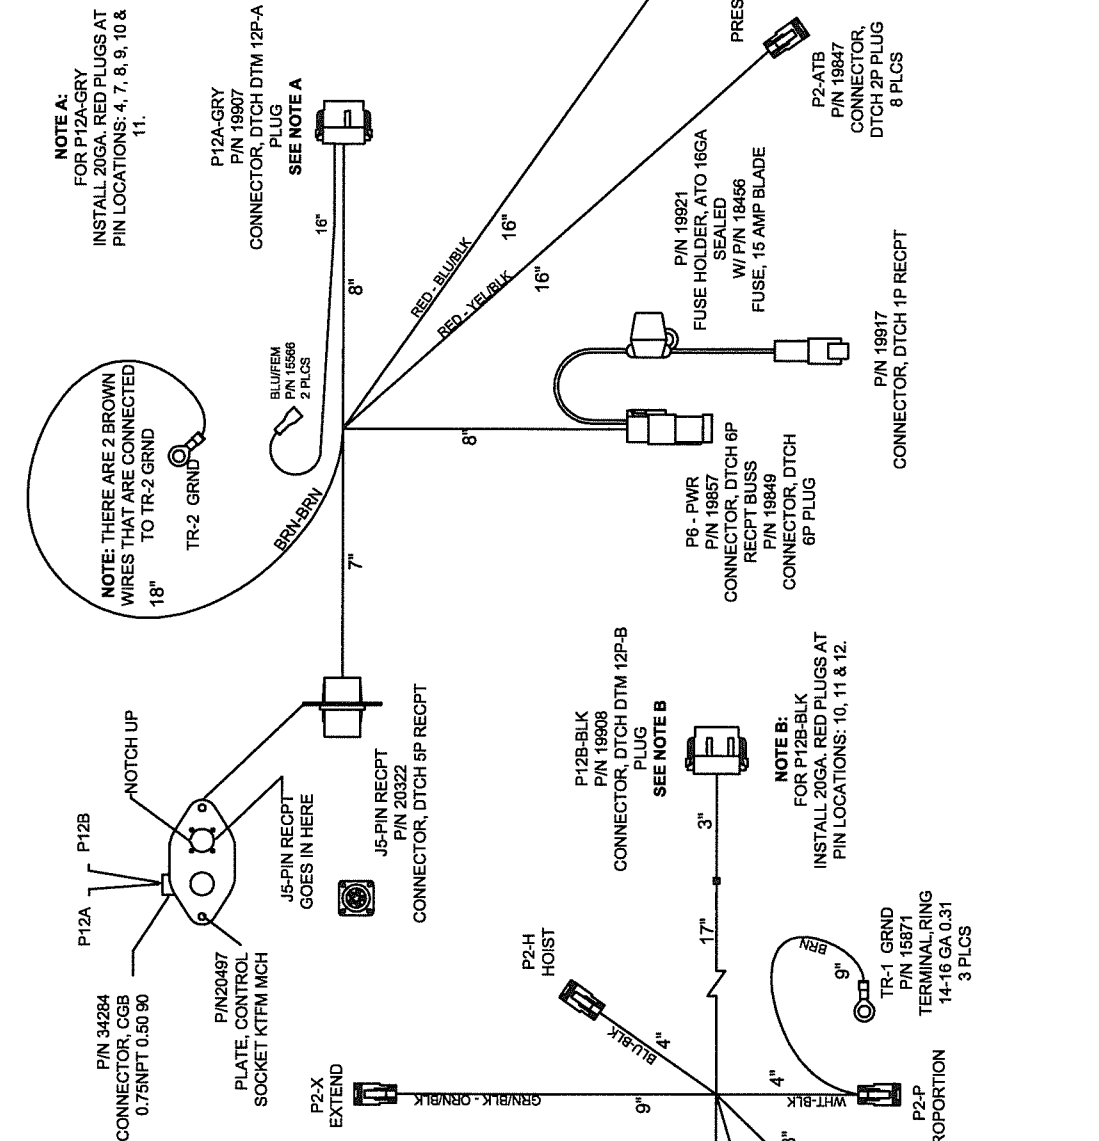 NOTE A:
FOR P12A-GRY
INSTALL 20GA. RED PLUGS AT
PIN LOCATIONS: 4, 7, 8, 9, 10 &
11.
P12A-GRY
P/N 19907
CONNECTOR, DTCH DTM 12P-A
PLUG
SEE NOTE A
16"
8"
RED - BLU/BLK
16"
RED - YEL/BLK
16"
PRES
P2-ATB
P/N 19847
CONNECTOR,
DTCH 2P PLUG
8 PLCS
P/N 19921
FUSE HOLDER, ATO 16GA
SEALED
W/ P/N 18456
FUSE, 15 AMP BLADE
P/N 19917
CONNECTOR, DTCH 1P RECPT
NOTE: THERE ARE 2 BROWN
WIRES THAT ARE CONNECTED
TO TR-2 GRND
18"
TR-2 GRND
BLU/FEM
P/N 15566
2 PLCS
BRN-BRN
7"
8"
P6 - PWR
P/N 19857
CONNECTOR, DTCH 6P
RECPT BUSS
P/N 19849
CONNECTOR, DTCH
6P PLUG
NOTCH UP
P12B
P12A
J5-PIN RECPT
GOES IN HERE
J5-PIN RECPT
P/N 20322
CONNECTOR, DTCH 5P RECPT
P/N 34284
CONNECTOR, CGB
0.75NPT 0.50 90
P/N20497
PLATE, CONTROL
SOCKET KTFM MCH
P12B-BLK
P/N 19908
CONNECTOR, DTCH DTM 12P-B
PLUG
SEE NOTE B
NOTE B:
FOR P12B-BLK
INSTALL 20GA. RED PLUGS AT
PIN LOCATIONS: 10, 11 & 12.
3"
17"
P2-H
HOIST
BLU-BLK
4"
BRN
9"
TR-1 GRND
P/N 15871
TERMINAL,RING
14-16 GA 0.31
3 PLCS
P2-X
EXTEND
GRN/BLK - ORN/BLK
9"
4"
WHT-BLK
P2-P
ROPORTION